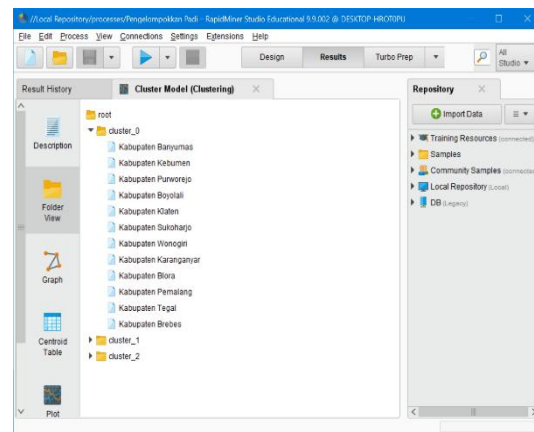 //Local Repository/processes/Pengelompokkan Padi - RapidMiner Studio Educational 9.9.002 @ DESKTOP-HROT0PU
File Edit Process View Connections Settings Extensions Help
Design Results Turbo Prep All Studio
Result History Cluster Model (Clustering) Repository
Import Data
Description
Folder View
Graph
Centroid Table
Plot
root
cluster_0
Kabupaten Banyumas
Kabupaten Kebumen
Kabupaten Purworejo
Kabupaten Boyolali
Kabupaten Klaten
Kabupaten Sukoharjo
Kabupaten Wonogiri
Kabupaten Karanganyar
Kabupaten Blora
Kabupaten Pemalang
Kabupaten Tegal
Kabupaten Brebes
cluster_1
cluster_2
Training Resources (connected)
Samples
Community Samples (connected)
Local Repository (Local)
DB (Legacy)